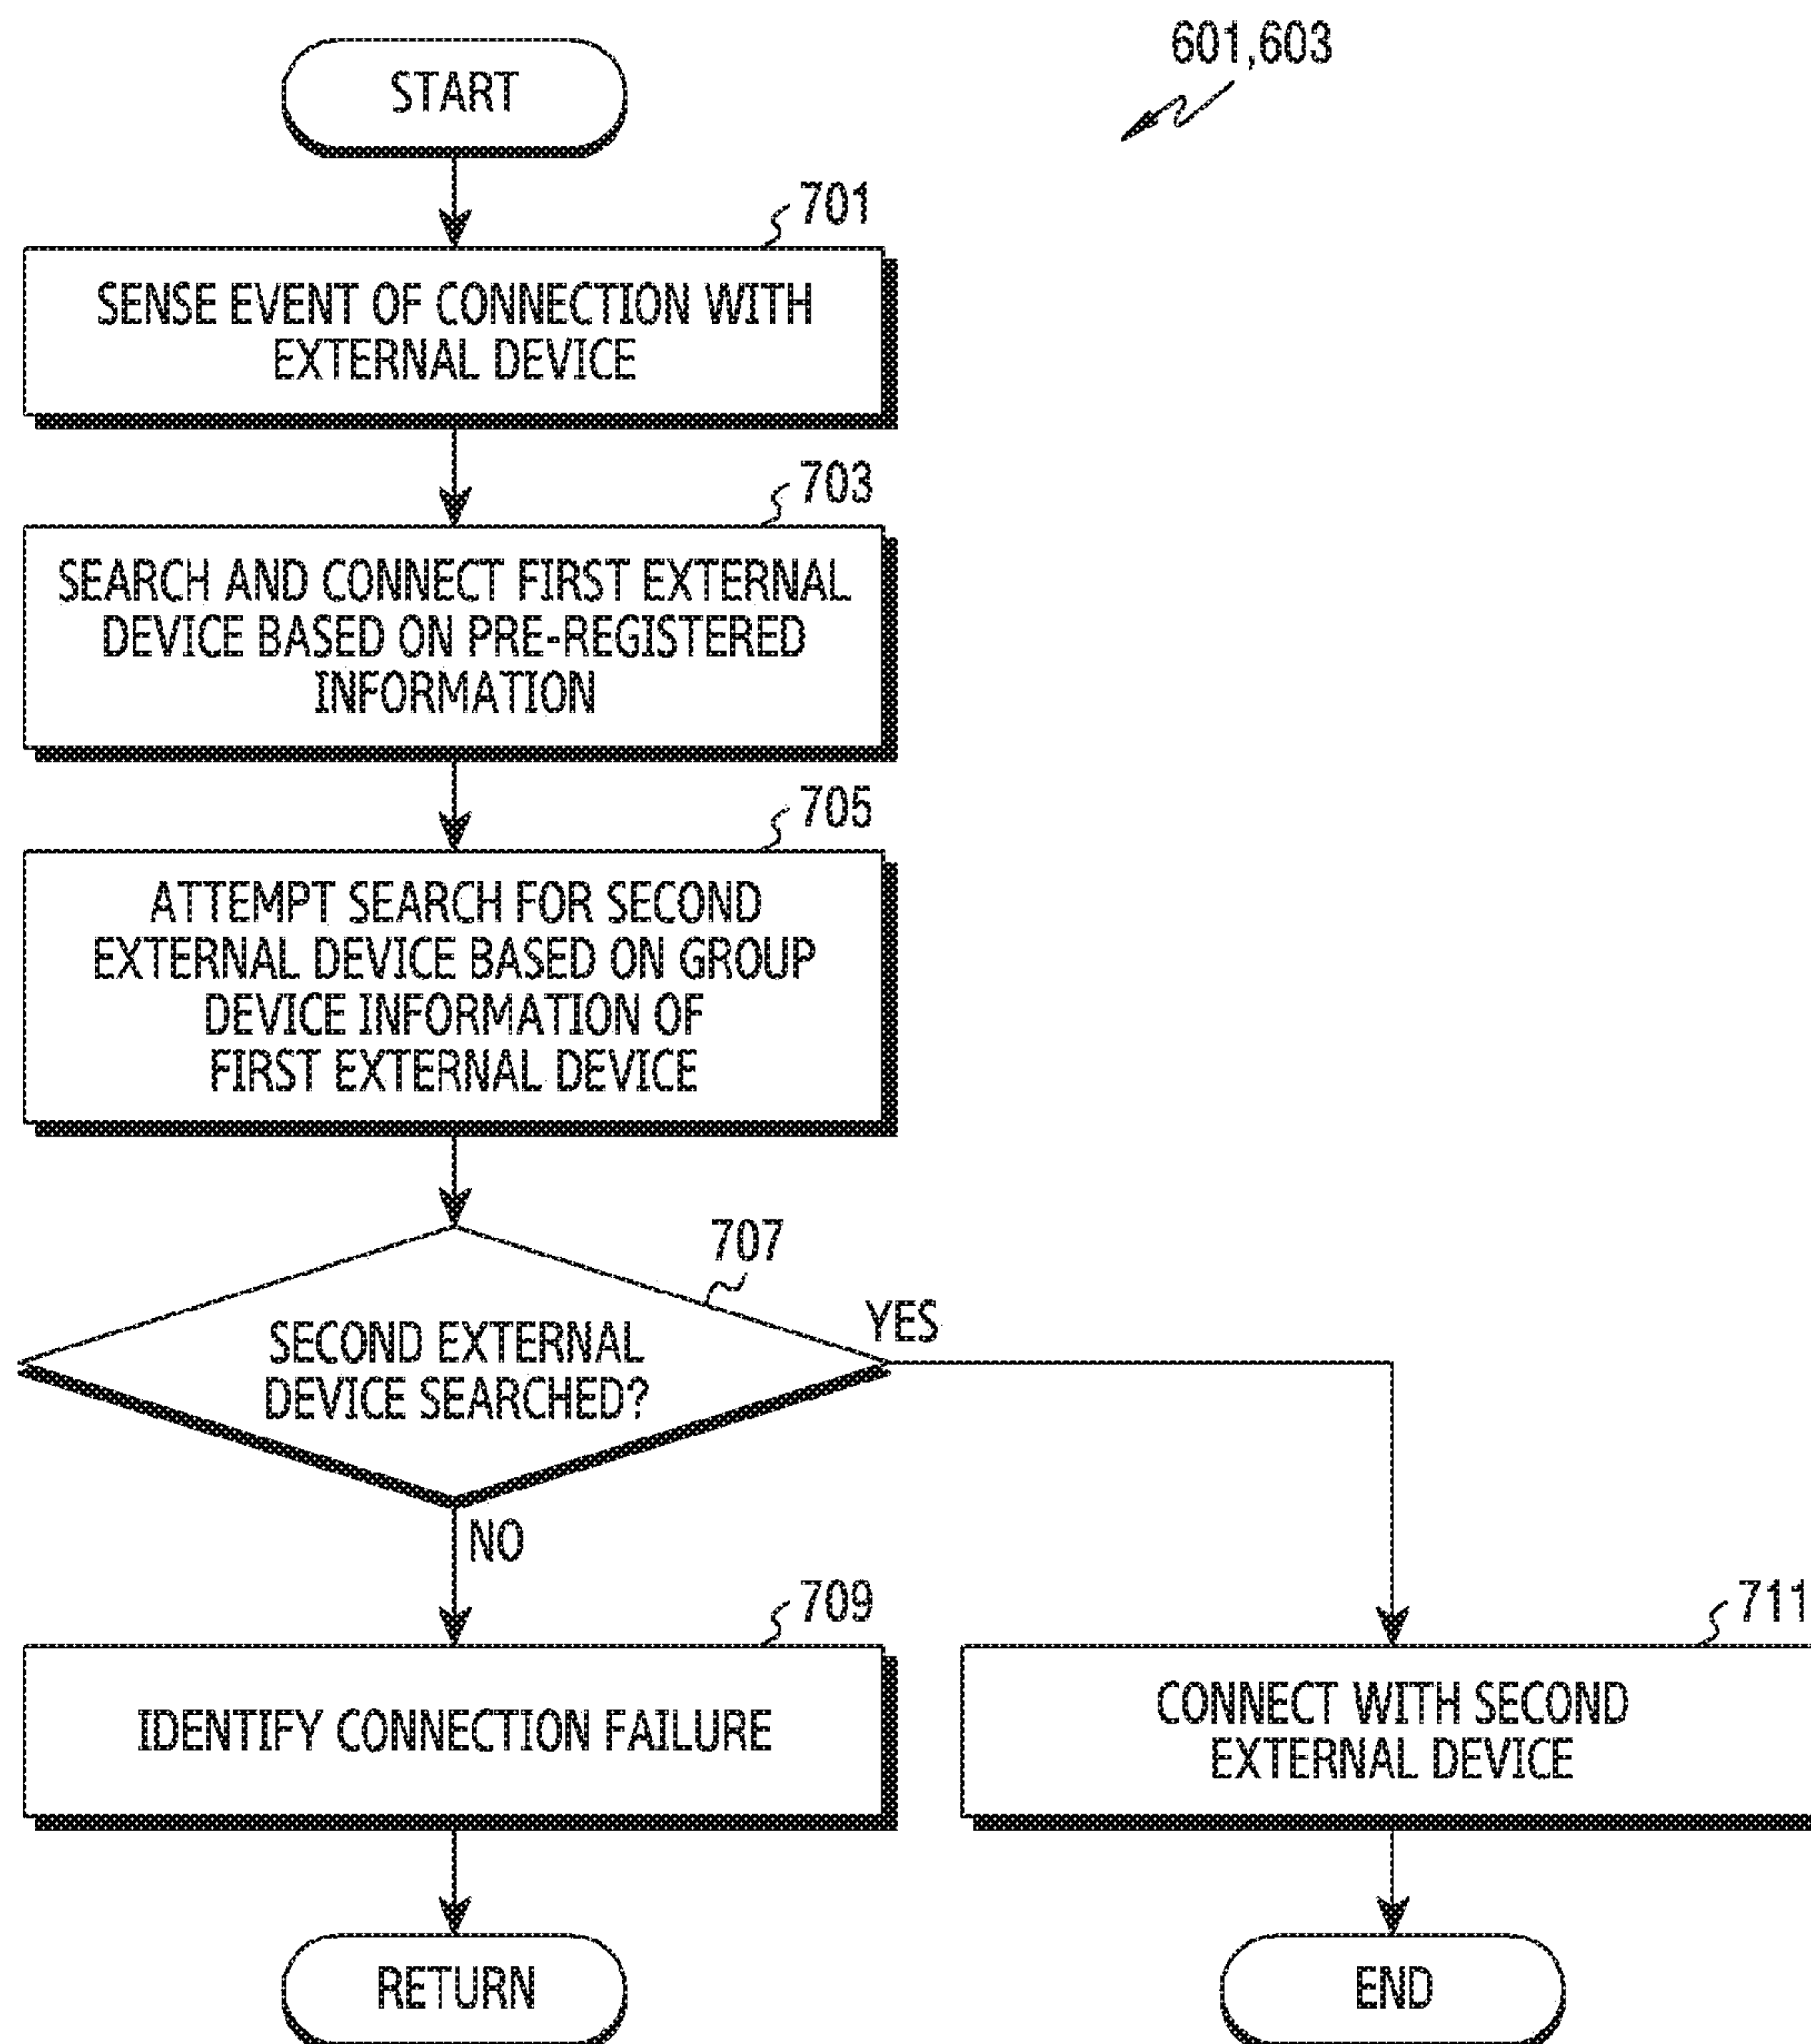 601,603
START
701
SENSE EVENT OF CONNECTION WITH
EXTERNAL DEVICE
703
SEARCH AND CONNECT FIRST EXTERNAL
DEVICE BASED ON PRE-REGISTERED
INFORMATION
705
ATTEMPT SEARCH FOR SECOND
EXTERNAL DEVICE BASED ON GROUP
DEVICE INFORMATION OF
FIRST EXTERNAL DEVICE
707
SECOND EXTERNAL
DEVICE SEARCHED?
YES
NO
709
IDENTIFY CONNECTION FAILURE
711
CONNECT WITH SECOND
EXTERNAL DEVICE
RETURN
END